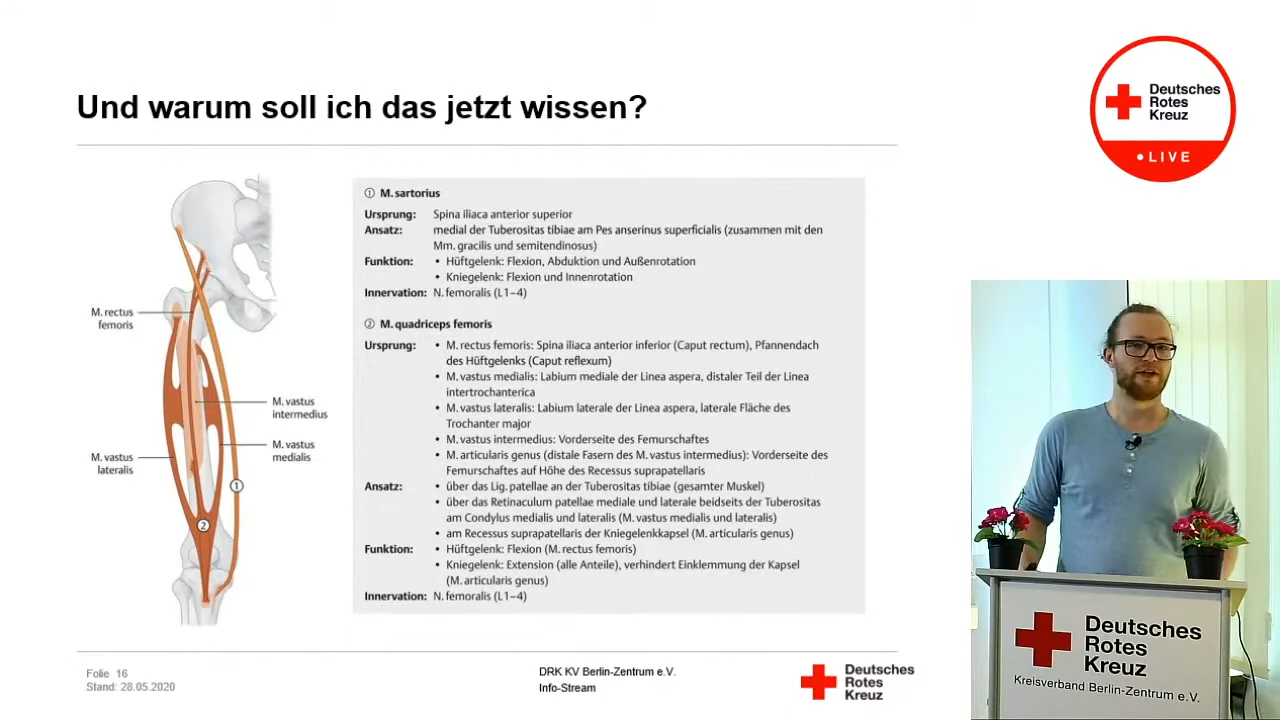 Und warum soll ich das jetzt wissen?
Deutsches
Rotes
Kreuz
• LIVE
M. rectus
femoris
M. vastus
intermedius
M. vastus
medialis
M. vastus
lateralis
1
2
① M. sartorius
Ursprung: Spina iliaca anterior superior
Ansatz: medial der Tuberositas tibiae am Pes anserinus superficialis (zusammen mit den
Mm. gracilis und semitendinosus)
Funktion: • Hüftgelenk: Flexion, Abduktion und Außenrotation
• Kniegelenk: Flexion und Innenrotation
Innervation: N. femoralis (L1–4)
② M. quadriceps femoris
Ursprung: • M. rectus femoris: Spina iliaca anterior inferior (Caput rectum), Pfannendach
des Hüftgelenks (Caput reflexum)
• M. vastus medialis: Labium mediale der Linea aspera, distaler Teil der Linea
intertrochanterica
• M. vastus lateralis: Labium laterale der Linea aspera, laterale Fläche des
Trochanter major
• M. vastus intermedius: Vorderseite des Femurschaftes
• M. articularis genus (distale Fasern des M. vastus intermedius): Vorderseite des
Femurschaftes auf Höhe des Recessus suprapatellaris
Ansatz: • über das Lig. patellae an der Tuberositas tibiae (gesamter Muskel)
• über das Retinaculum patellae mediale und laterale beidseits der Tuberositas
am Condylus medialis und lateralis (M. vastus medialis und lateralis)
• am Recessus suprapatellaris der Kniegelenkkapsel (M. articularis genus)
Funktion: • Hüftgelenk: Flexion (M. rectus femoris)
• Kniegelenk: Extension (alle Anteile), verhindert Einklemmung der Kapsel
(M. articularis genus)
Innervation: N. femoralis (L1–4)
Folie 16
Stand: 28.05.2020
DRK KV Berlin-Zentrum e.V.
Info-Stream
Deutsches
Rotes
Kreuz
Deutsches
Rotes
Kreuz
Kreisverband Berlin-Zentrum e.V.